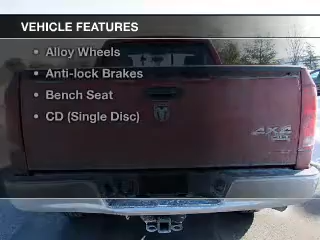 VEHICLE FEATURES
• Alloy Wheels
• Anti-lock Brakes
• Bench Seat
• CD (Single Disc)
4X4